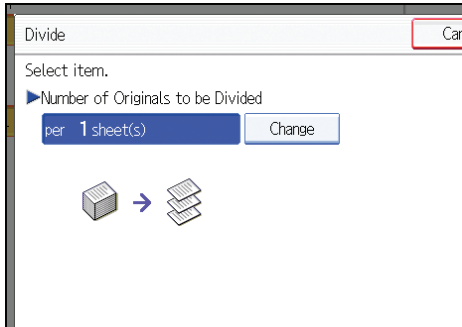 Divide
Select item.
▶Number of Originals to be Divided
per 1 sheet(s) Change